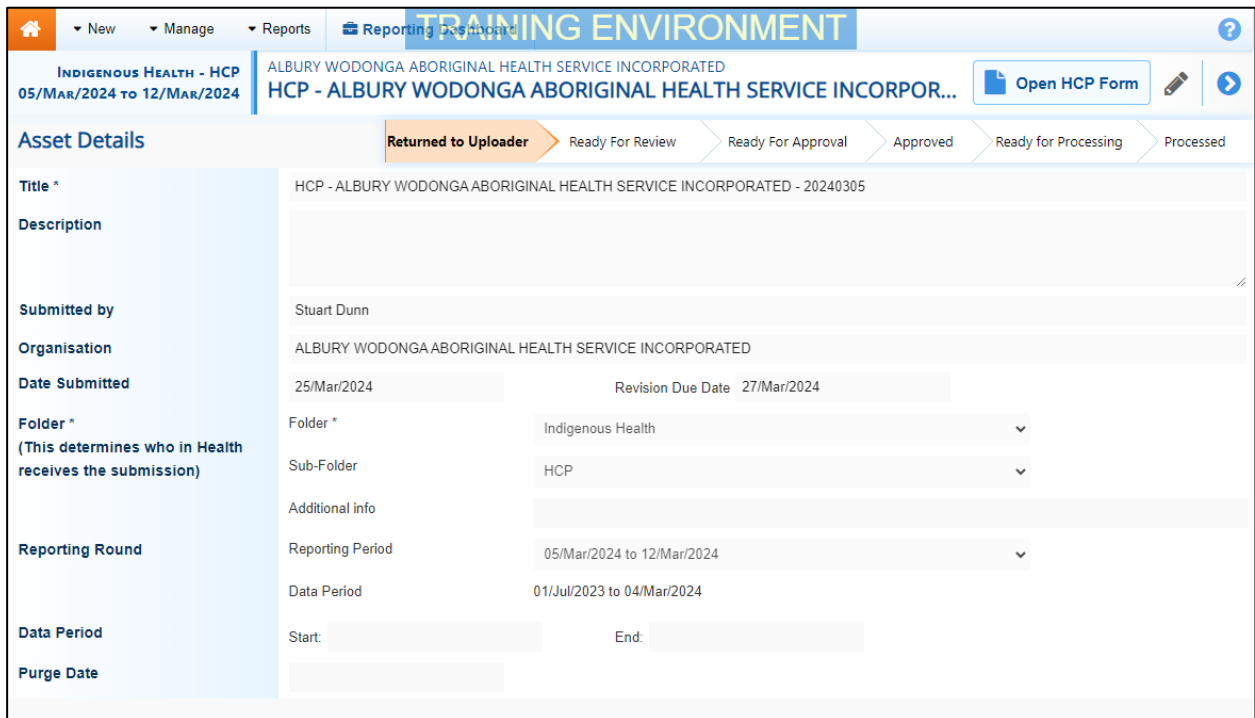 New
Manage
Reports
Reporting Dashboard
TRAINING ENVIRONMENT
?
INDIGENOUS HEALTH - HCP
05/MAR/2024 TO 12/MAR/2024
ALBURY WODONGA ABORIGINAL HEALTH SERVICE INCORPORATED
HCP - ALBURY WODONGA ABORIGINAL HEALTH SERVICE INCORPOR...
Open HCP Form
Asset Details
Returned to Uploader
Ready For Review
Ready For Approval
Approved
Ready for Processing
Processed
Title *
HCP - ALBURY WODONGA ABORIGINAL HEALTH SERVICE INCORPORATED - 20240305
Description
Submitted by
Stuart Dunn
Organisation
ALBURY WODONGA ABORIGINAL HEALTH SERVICE INCORPORATED
Date Submitted
25/Mar/2024
Revision Due Date
27/Mar/2024
Folder *
(This determines who in Health
receives the submission)
Folder *
Indigenous Health
Sub-Folder
HCP
Additional info
Reporting Round
Reporting Period
05/Mar/2024 to 12/Mar/2024
Data Period
01/Jul/2023 to 04/Mar/2024
Data Period
Start:
End:
Purge Date